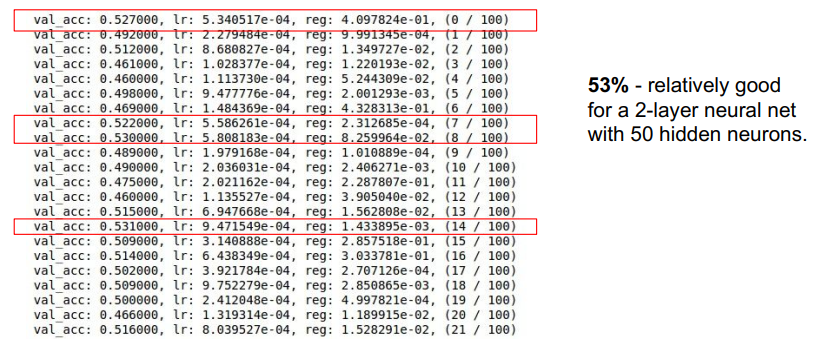 val_acc: 0.527000, lr: 5.340517e-04, reg: 4.097824e-01, (0 / 100)
val_acc: 0.492000, lr: 2.279484e-04, reg: 9.991345e-04, (1 / 100)
val_acc: 0.512000, lr: 8.680827e-04, reg: 1.349727e-02, (2 / 100)
val_acc: 0.461000, lr: 1.028377e-04, reg: 1.220193e-02, (3 / 100)
val_acc: 0.460000, lr: 1.113730e-04, reg: 5.244309e-02, (4 / 100)
val_acc: 0.498000, lr: 9.477776e-04, reg: 2.001293e-03, (5 / 100)
val_acc: 0.469000, lr: 1.484369e-04, reg: 4.328313e-01, (6 / 100)
val_acc: 0.522000, lr: 5.586261e-04, reg: 2.312685e-04, (7 / 100)
val_acc: 0.530000, lr: 5.808183e-04, reg: 8.259964e-02, (8 / 100)
val_acc: 0.489000, lr: 1.979168e-04, reg: 1.010889e-04, (9 / 100)
val_acc: 0.490000, lr: 2.036031e-04, reg: 2.406271e-03, (10 / 100)
val_acc: 0.475000, lr: 2.021162e-04, reg: 2.287807e-01, (11 / 100)
val_acc: 0.460000, lr: 1.135527e-04, reg: 3.905040e-02, (12 / 100)
val_acc: 0.515000, lr: 6.947668e-04, reg: 1.562808e-02, (13 / 100)
val_acc: 0.531000, lr: 9.471549e-04, reg: 1.433895e-03, (14 / 100)
val_acc: 0.509000, lr: 3.140888e-04, reg: 2.857518e-01, (15 / 100)
val_acc: 0.514000, lr: 6.438349e-04, reg: 3.033781e-01, (16 / 100)
val_acc: 0.502000, lr: 3.921784e-04, reg: 2.707126e-04, (17 / 100)
val_acc: 0.509000, lr: 9.752279e-04, reg: 2.850865e-03, (18 / 100)
val_acc: 0.500000, lr: 2.412048e-04, reg: 4.997821e-04, (19 / 100)
val_acc: 0.466000, lr: 1.319314e-04, reg: 1.189915e-02, (20 / 100)
val_acc: 0.516000, lr: 8.039527e-04, reg: 1.528291e-02, (21 / 100)
53% - relatively good
for a 2-layer neural net
with 50 hidden neurons.